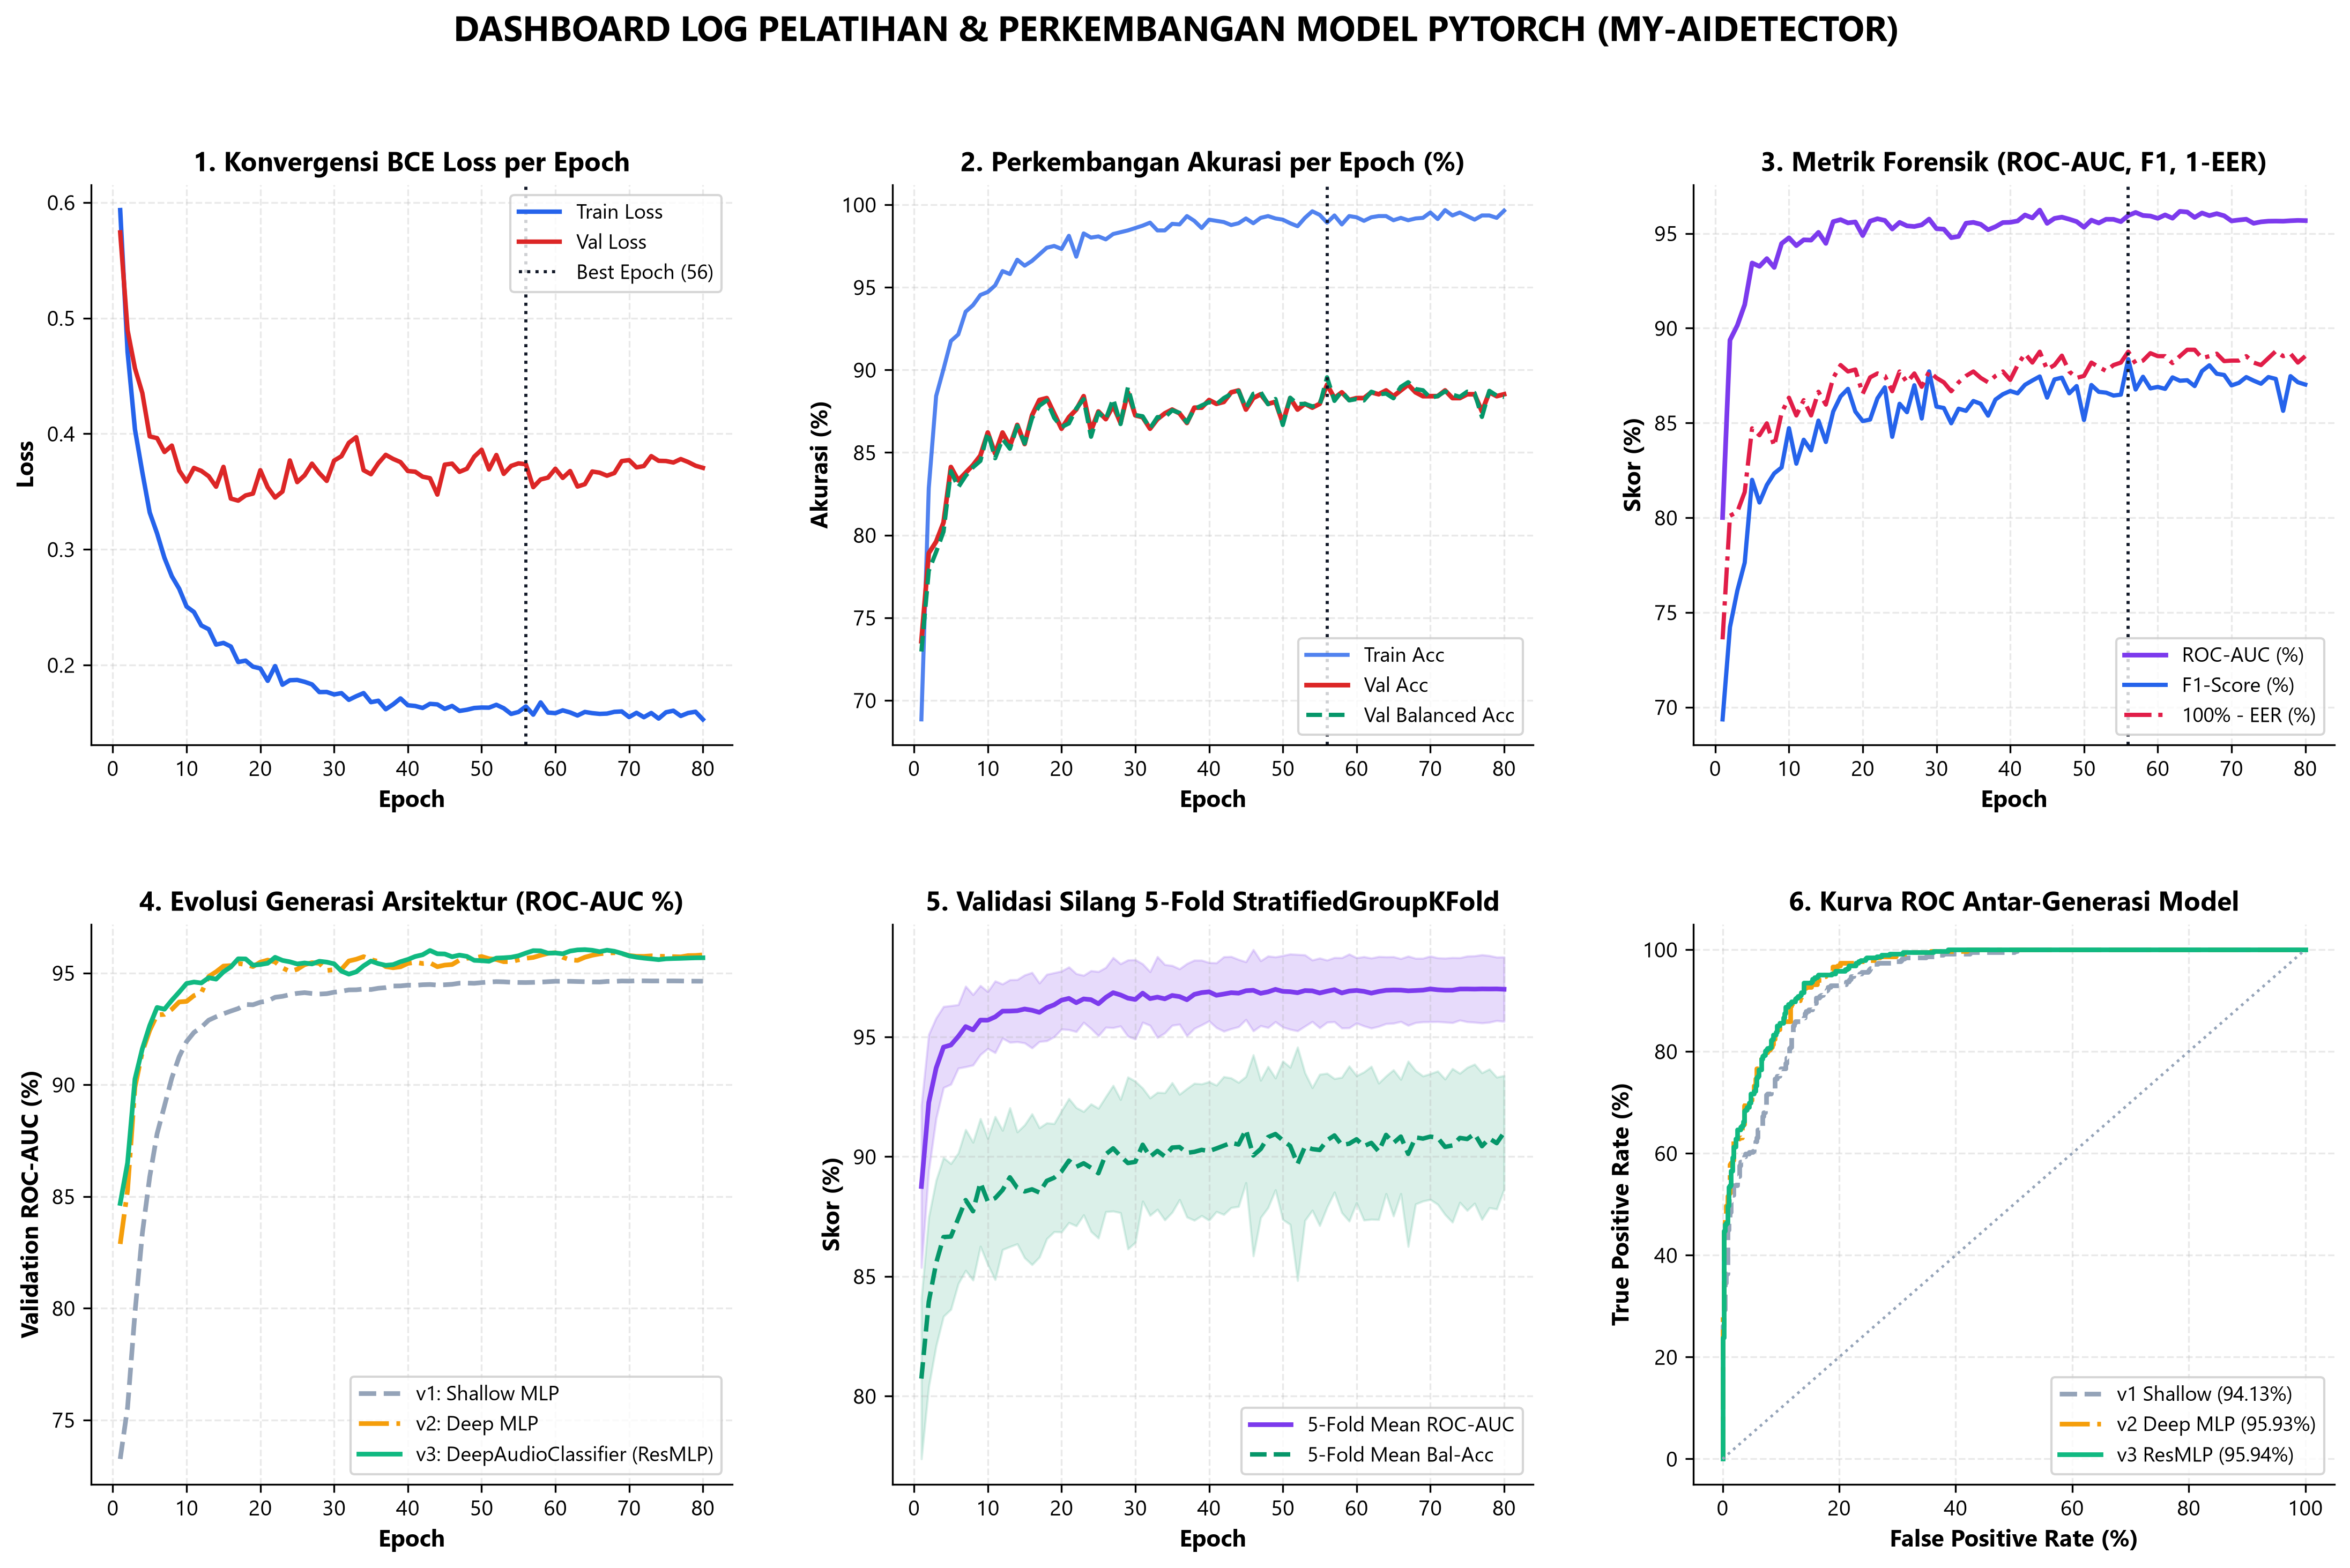 DASHBOARD LOG PELATIHAN & PERKEMBANGAN MODEL PYTORCH (MY-AIDETECTOR)
1. Konvergensi BCE Loss per Epoch
Loss
0.6
0.5
0.4
0.3
0.2
Train Loss
Val Loss
Best Epoch (56)
0 10 20 30 40 50 60 70 80
Epoch
2. Perkembangan Akurasi per Epoch (%)
Akurasi (%)
100
95
90
85
80
75
70
Train Acc
Val Acc
Val Balanced Acc
0 10 20 30 40 50 60 70 80
Epoch
3. Metrik Forensik (ROC-AUC, F1, 1-EER)
Skor (%)
95
90
85
80
75
70
ROC-AUC (%)
F1-Score (%)
100% - EER (%)
0 10 20 30 40 50 60 70 80
Epoch
4. Evolusi Generasi Arsitektur (ROC-AUC %)
Validation ROC-AUC (%)
95
90
85
80
75
v1: Shallow MLP
v2: Deep MLP
v3: DeepAudioClassifier (ResMLP)
0 10 20 30 40 50 60 70 80
Epoch
5. Validasi Silang 5-Fold StratifiedGroupKFold
Skor (%)
95
90
85
80
5-Fold Mean ROC-AUC
5-Fold Mean Bal-Acc
0 10 20 30 40 50 60 70 80
Epoch
6. Kurva ROC Antar-Generasi Model
True Positive Rate (%)
100
80
60
40
20
0
v1 Shallow (94.13%)
v2 Deep MLP (95.93%)
v3 ResMLP (95.94%)
0 20 40 60 80 100
False Positive Rate (%)